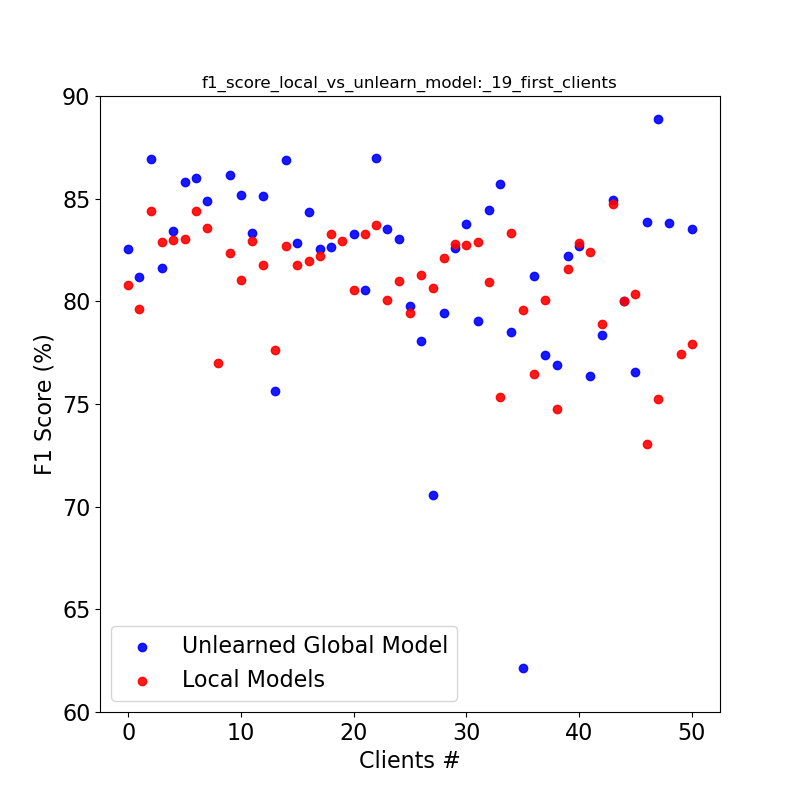 f1_score_local_vs_unlearn_model:_19_first_clients
90
85
80
75
70
65
60
F1 Score (%)
Unlearned Global Model
Local Models
0 10 20 30 40 50
Clients #